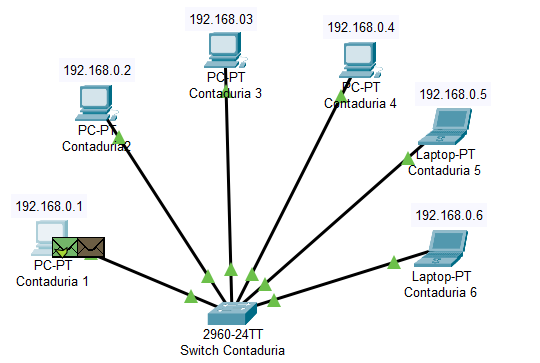 192.168.03
PC-PT
Contaduria 3
192.168.0.4
PC-PT
Contaduria 4
192.168.0.2
PC-PT
Contaduria2
192.168.0.5
Laptop-PT
Contaduria 5
192.168.0.1
PC-PT
Contaduria 1
192.168.0.6
Laptop-PT
Contaduria 6
2960-24TT
Switch Contaduria